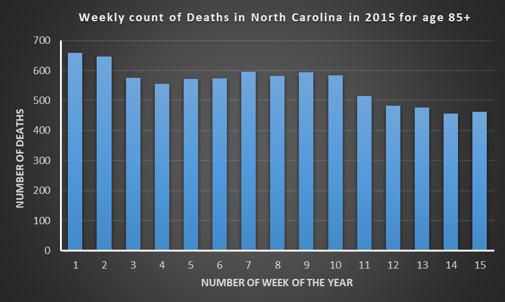 Weekly count of Deaths in North Carolina in 2015 for age 85+
700
600
500
400
300
200
100
0
NUMBER OF DEATHS
1 2 3 4 5 6 7 8 9 10 11 12 13 14 15
NUMBER OF WEEK OF THE YEAR